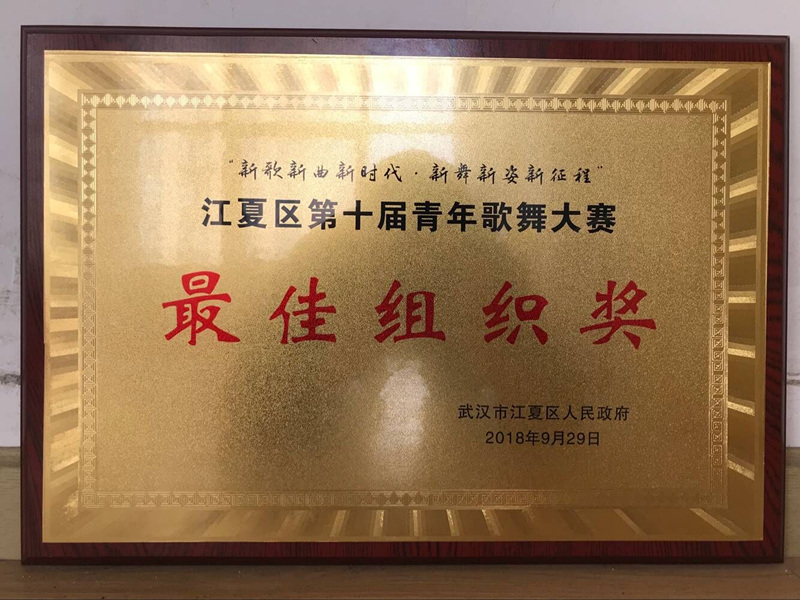 “新歌新曲新时代·新舞新姿新征程”
江夏区第十届青年歌舞大赛
最佳组织奖
武汉市江夏区人民政府
2018年9月29日